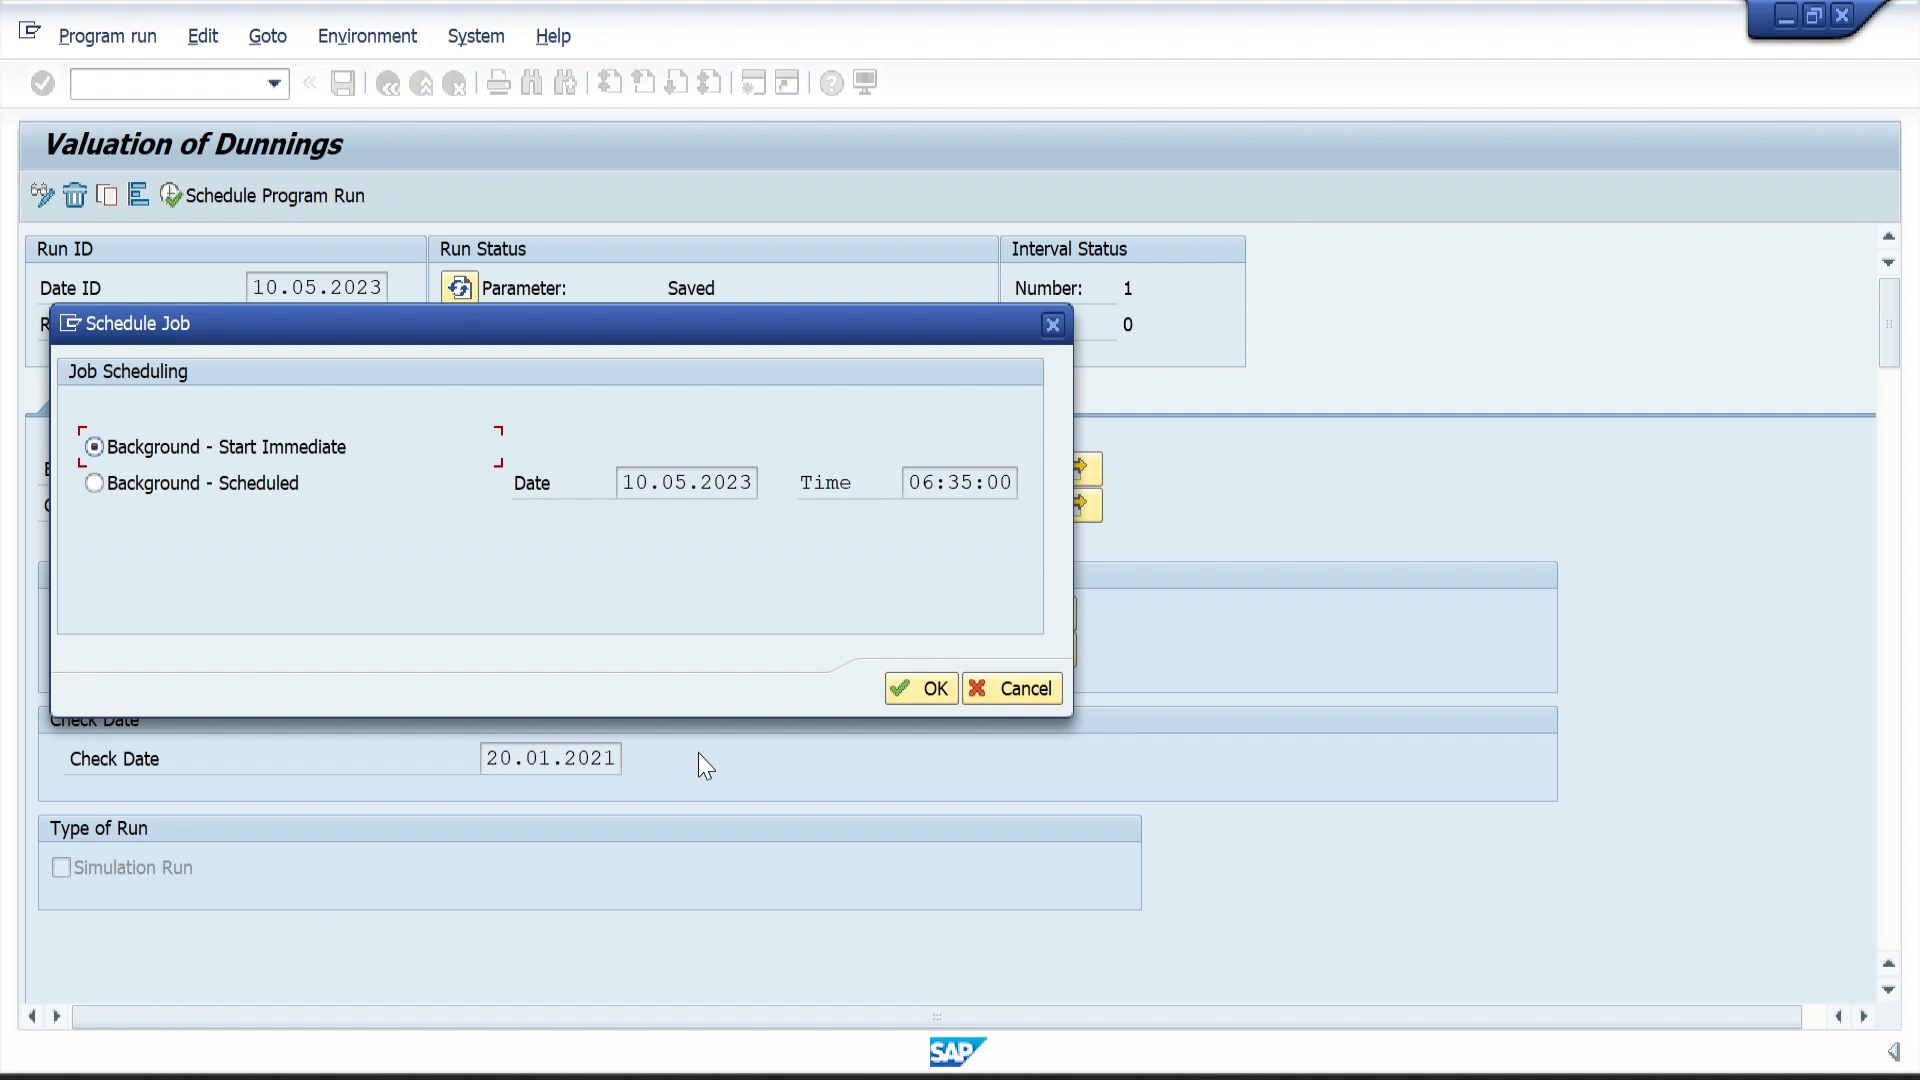 Program run Edit Goto Environment System Help
Valuation of Dunnings
Schedule Program Run
Run ID Run Status Interval Status
Date ID 10.05.2023 Parameter: Saved Number: 1
R 0
Schedule Job
Job Scheduling
Background - Start Immediate
Background - Scheduled Date 10.05.2023 Time 06:35:00
OK Cancel
Check Date
Check Date 20.01.2021
Type of Run
Simulation Run
SAP